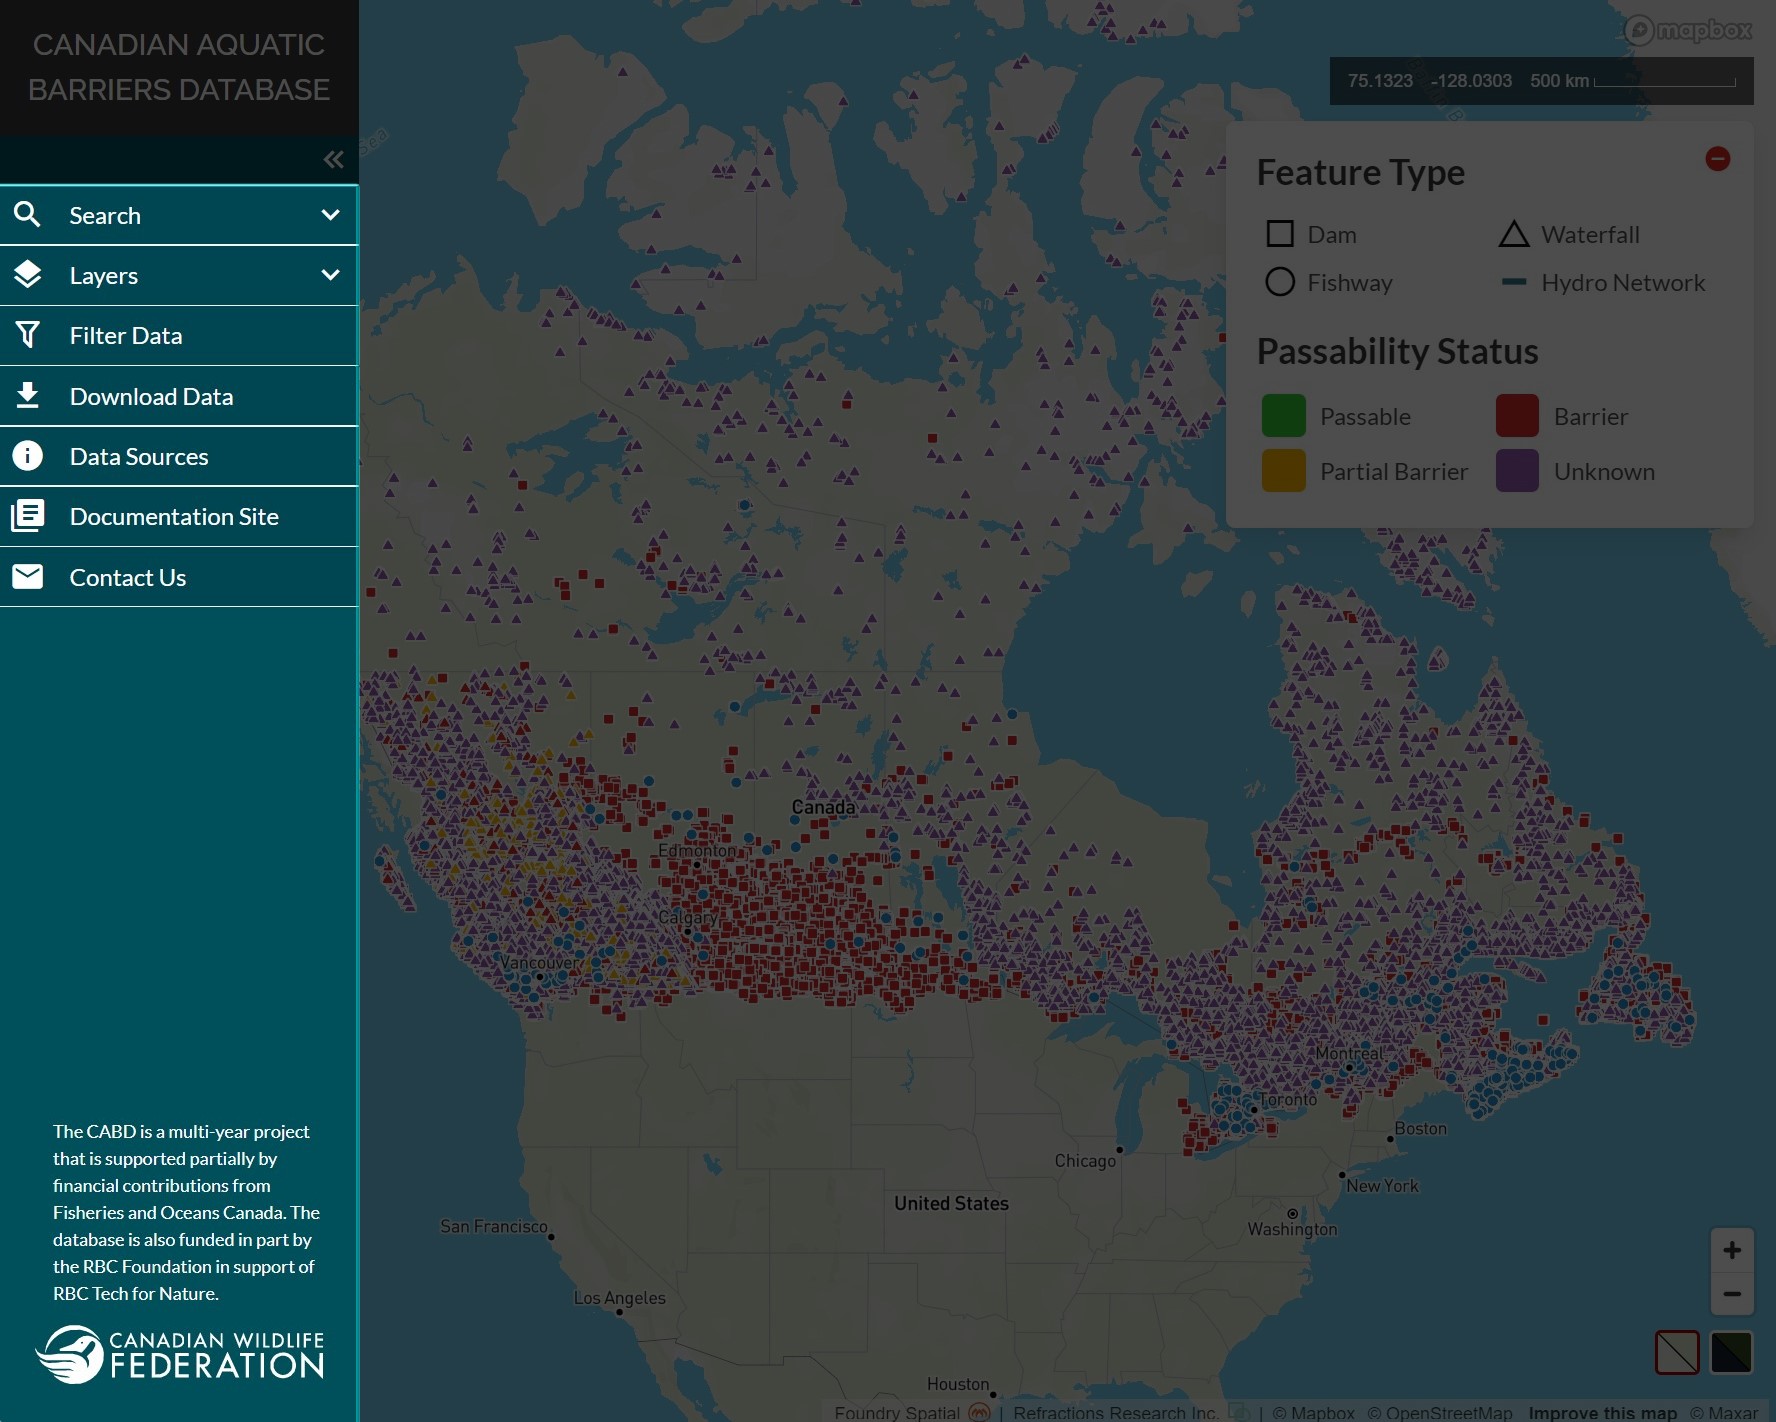 CANADIAN AQUATIC
BARRIERS DATABASE
Search
Layers
Filter Data
Download Data
Data Sources
Documentation Site
Contact Us
The CABD is a multi-year project
that is supported partially by
financial contributions from
Fisheries and Oceans Canada. The
database is also funded in part by
the RBC Foundation in support of
RBC Tech for Nature.
CANADIAN WILDLIFE
FEDERATION
mapbox
75.1323 -128.0303 500 km
Feature Type
Dam Waterfall
Fishway Hydro Network
Passability Status
Passable Barrier
Partial Barrier Unknown
Sea
Canada
Edmonton
Calgary
Vancouver
Montreal
Toronto
Boston
Chicago
New York
United States
Washington
San Francisco
Los Angeles
Houston
Foundry Spatial | Refractions Research Inc. | © Mapbox © OpenStreetMap Improve this map © Maxar